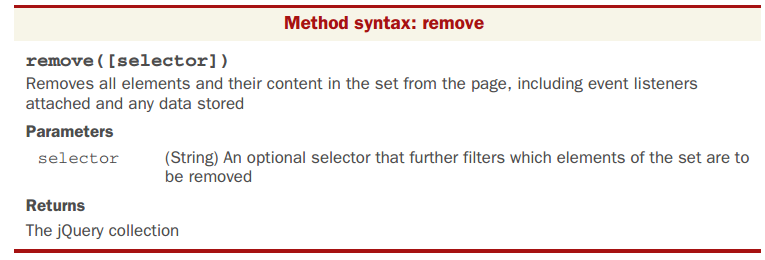 Method syntax: remove
remove([selector])
Removes all elements and their content in the set from the page, including event listeners
attached and any data stored
Parameters
selector (String) An optional selector that further filters which elements of the set are to
be removed
Returns
The jQuery collection